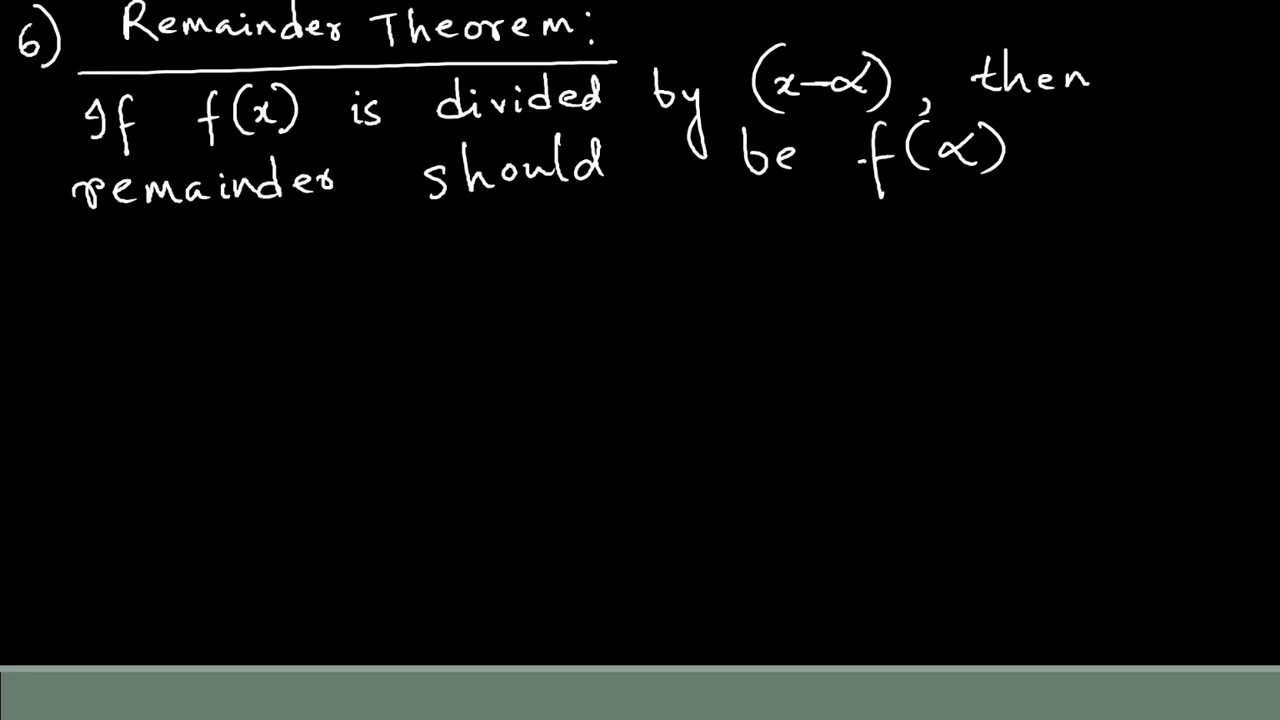 6) Remainder Theorem:
If f(x) is divided by (x-α), then
remainder should be f(α)